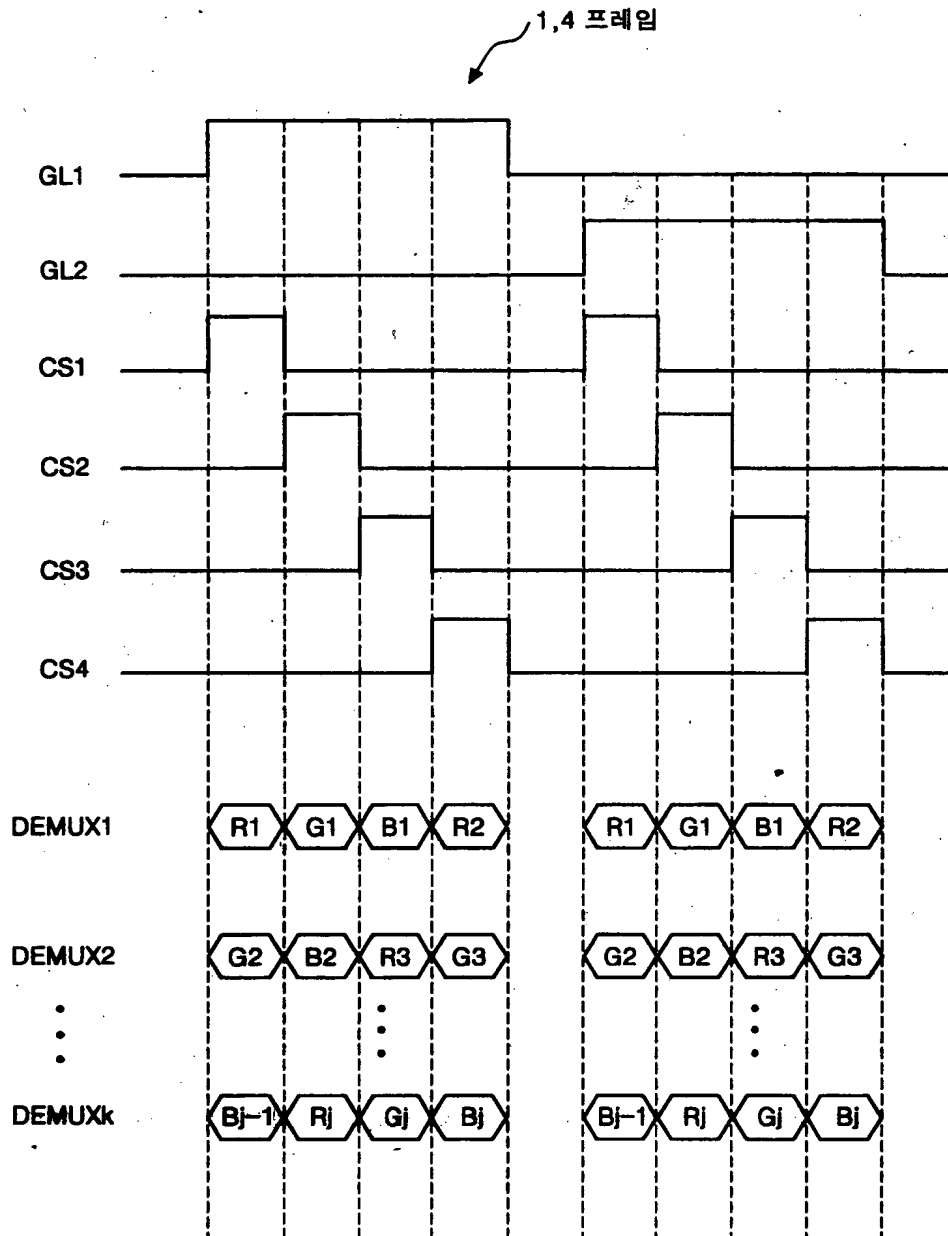 1,4 프레임
GL1
GL2
CS1
CS2
CS3
CS4
DEMUX1 R1 G1 B1 R2 R1 G1 B1 R2
DEMUX2 G2 B2 R3 G3 G2 B2 R3 G3
DEMUXk Bj-1 Rj Gj Bj Bj-1 Rj Gj Bj